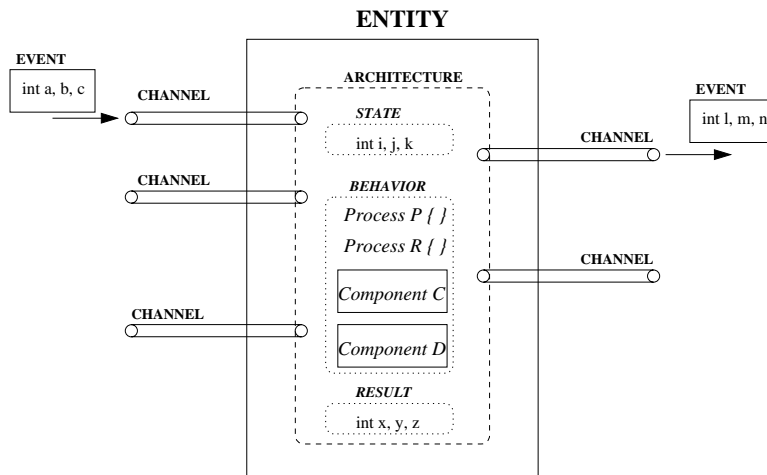 ENTITY
EVENT
int a, b, c
CHANNEL
ARCHITECTURE
STATE
int i, j, k
EVENT
int l, m, n
CHANNEL
CHANNEL
BEHAVIOR
Process P { }
Process R { }
Component C
Component D
CHANNEL
CHANNEL
RESULT
int x, y, z